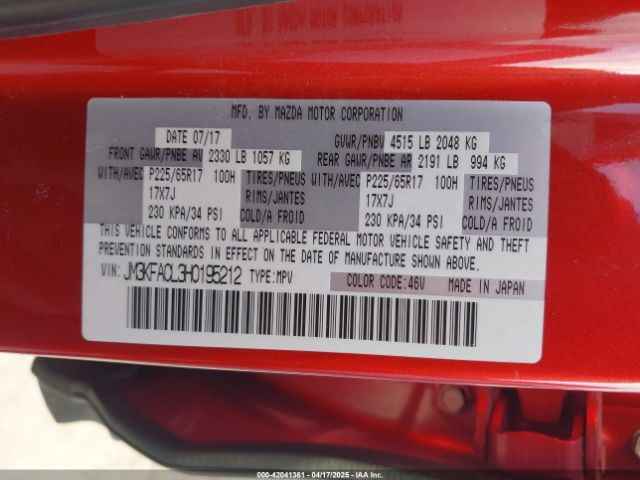 MFD. BY MAZDA MOTOR CORPORATION
DATE 07/17 GVWR/PNBV 4515 LB 2048 KG
FRONT GAWR/PNBE AV 2330 LB 1057 KG REAR GAWR/PNBE AR 2191 LB 994 KG
WITH/AVEC P225/65R17 100H TIRES/PNEUS WITH/AVEC P225/65R17 100H TIRES/PNEUS
17X7J RIMS/JANTES 17X7J RIMS/JANTES
230 KPA/34 PSI COLD/A FROID 230 KPA/34 PSI COLD/A FROID
THIS VEHICLE CONFORMS TO ALL APPLICABLE FEDERAL MOTOR VEHICLE SAFETY AND THEFT
PREVENTION STANDARDS IN EFFECT ON THE DATE OF MANUFACTURE SHOWN ABOVE.
VIN: JM3KFACL3H0195212 TYPE:MPV COLOR CODE:46V MADE IN JAPAN
000-42041361 - 04/17/2025 - IAAI, Inc.